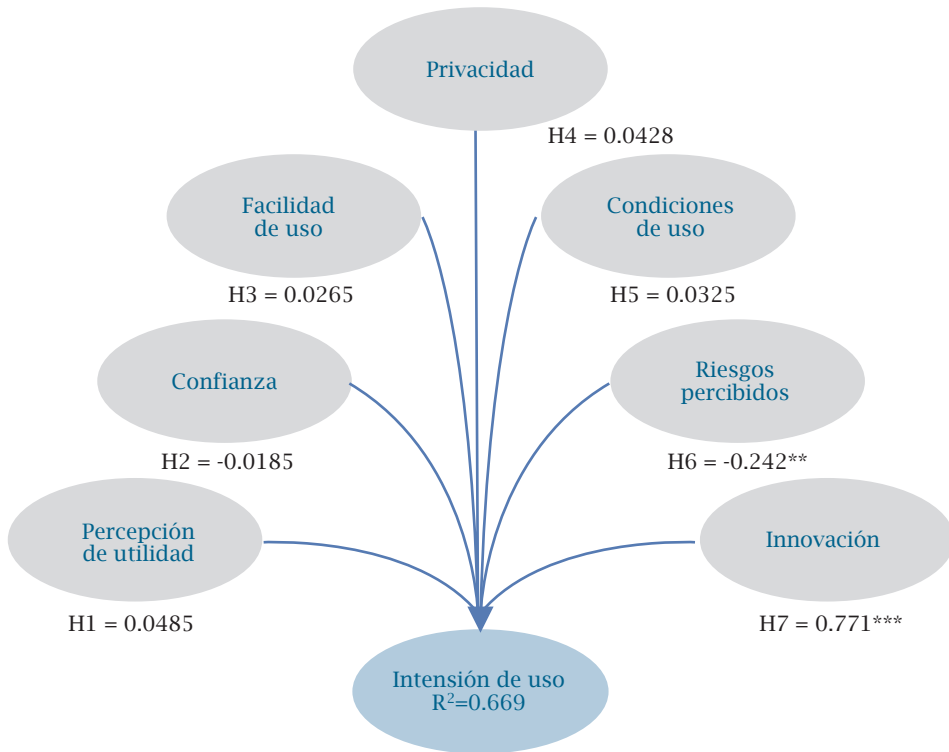 Privacidad
H4 = 0.0428
Facilidad
de uso
H3 = 0.0265
Condiciones
de uso
H5 = 0.0325
Confianza
H2 = -0.0185
Riesgos
percibidos
H6 = -0.242**
Percepción
de utilidad
H1 = 0.0485
Innovación
H7 = 0.771***
Intensión de uso
R²=0.669